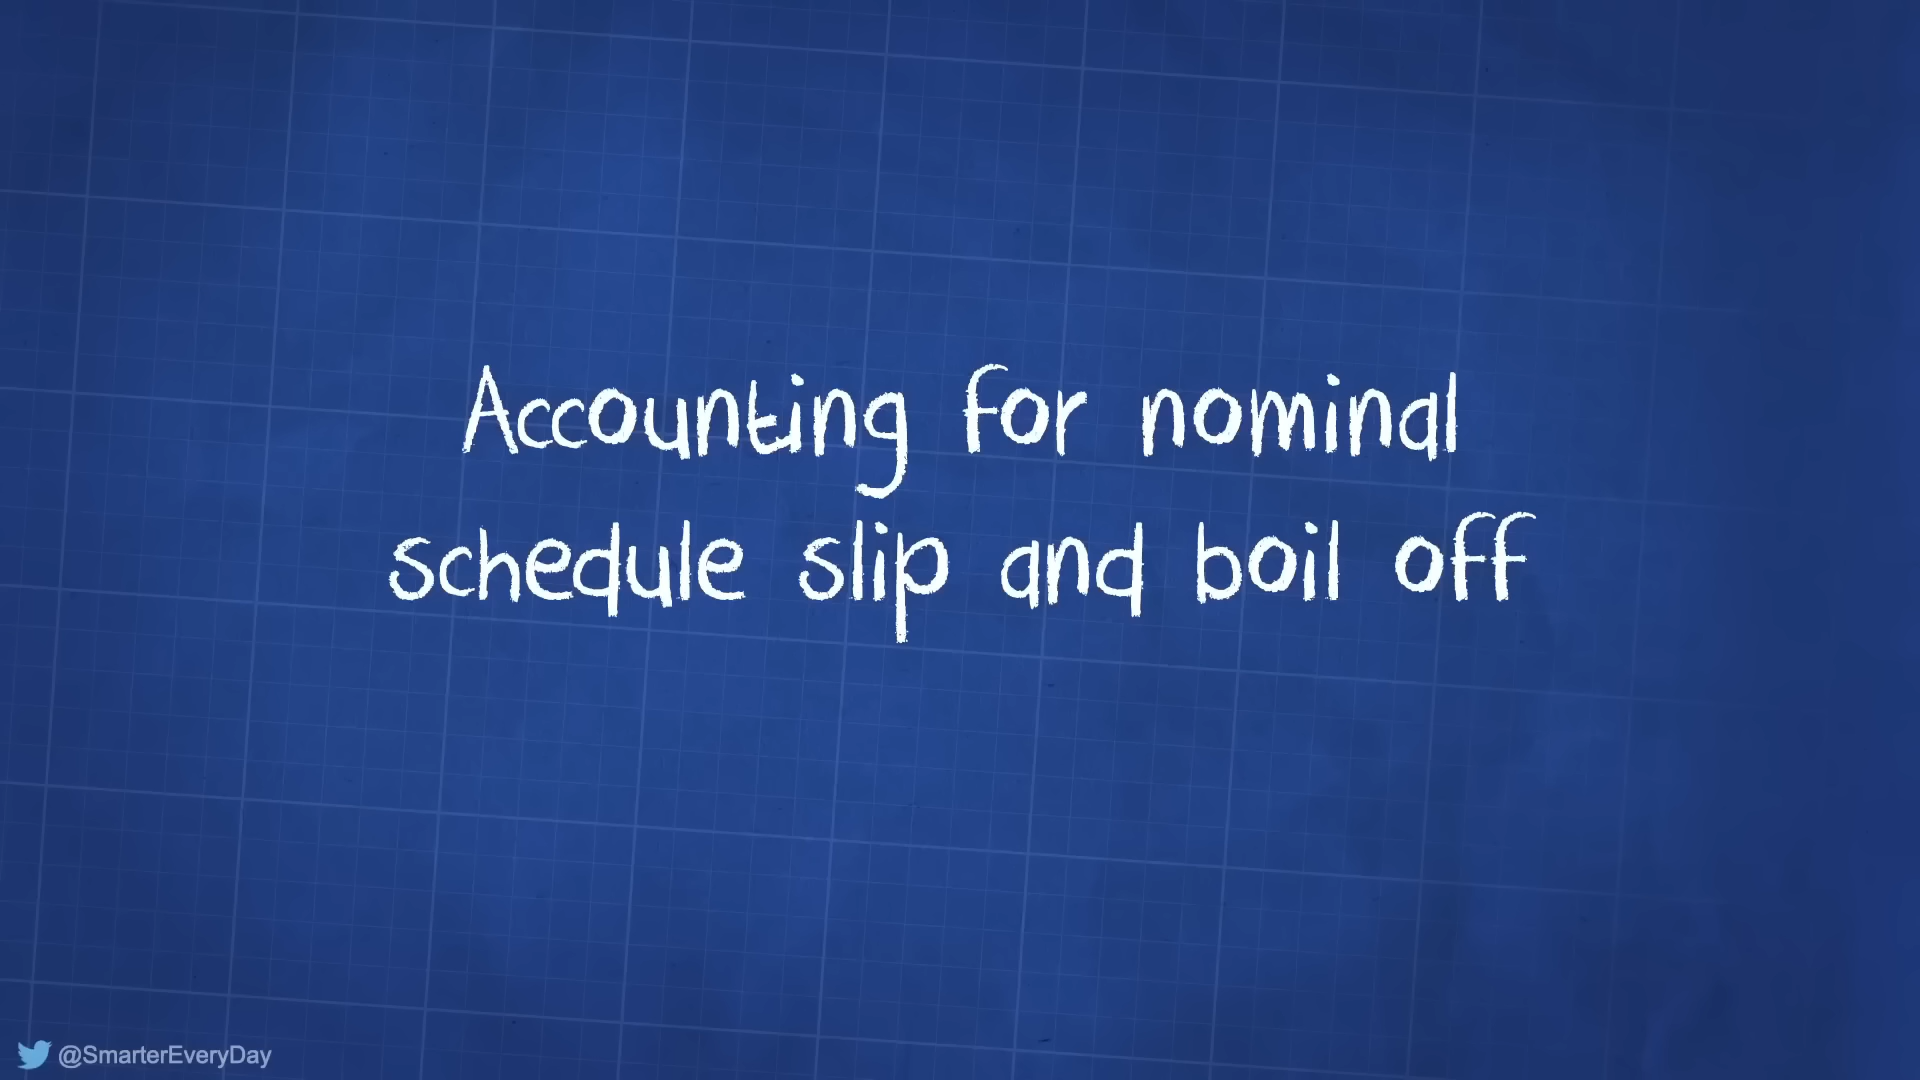 Accounting for nominal
schedule slip and boil off
@SmarterEveryDay